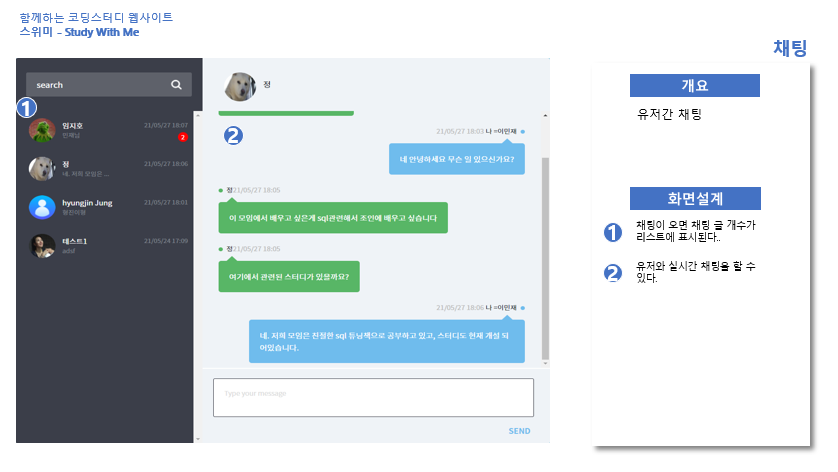 함께하는 코딩스터디 웹사이트
스위미 - Study With Me
채팅
search
1
임지호
21/05/27 18:07
민재님
2
정
21/05/27 18:06
네. 저희 모임은 ...
hyungjin Jung
21/05/27 18:01
형진이형
테스트1
21/05/24 17:09
adsf
정
2
21/05/27 18:03 나 =이민재
네 안녕하세요 무슨 일 있으신가요?
정21/05/27 18:05
이 모임에서 배우고 싶은게 sql관련해서 조인에 배우고 싶습니다
정21/05/27 18:05
여기에서 관련된 스터디가 있을까요?
21/05/27 18:06 나 =이민재
네. 저희 모임은 친절한 sql 튜닝책으로 공부하고 있고, 스터디도 현재 개설 되
어있습니다.
Type your message
SEND
개요
유저간 채팅
화면설계
1
채팅이 오면 채팅 글 개수가
리스트에 표시된다..
2
유저와 실시간 채팅을 할 수
있다.